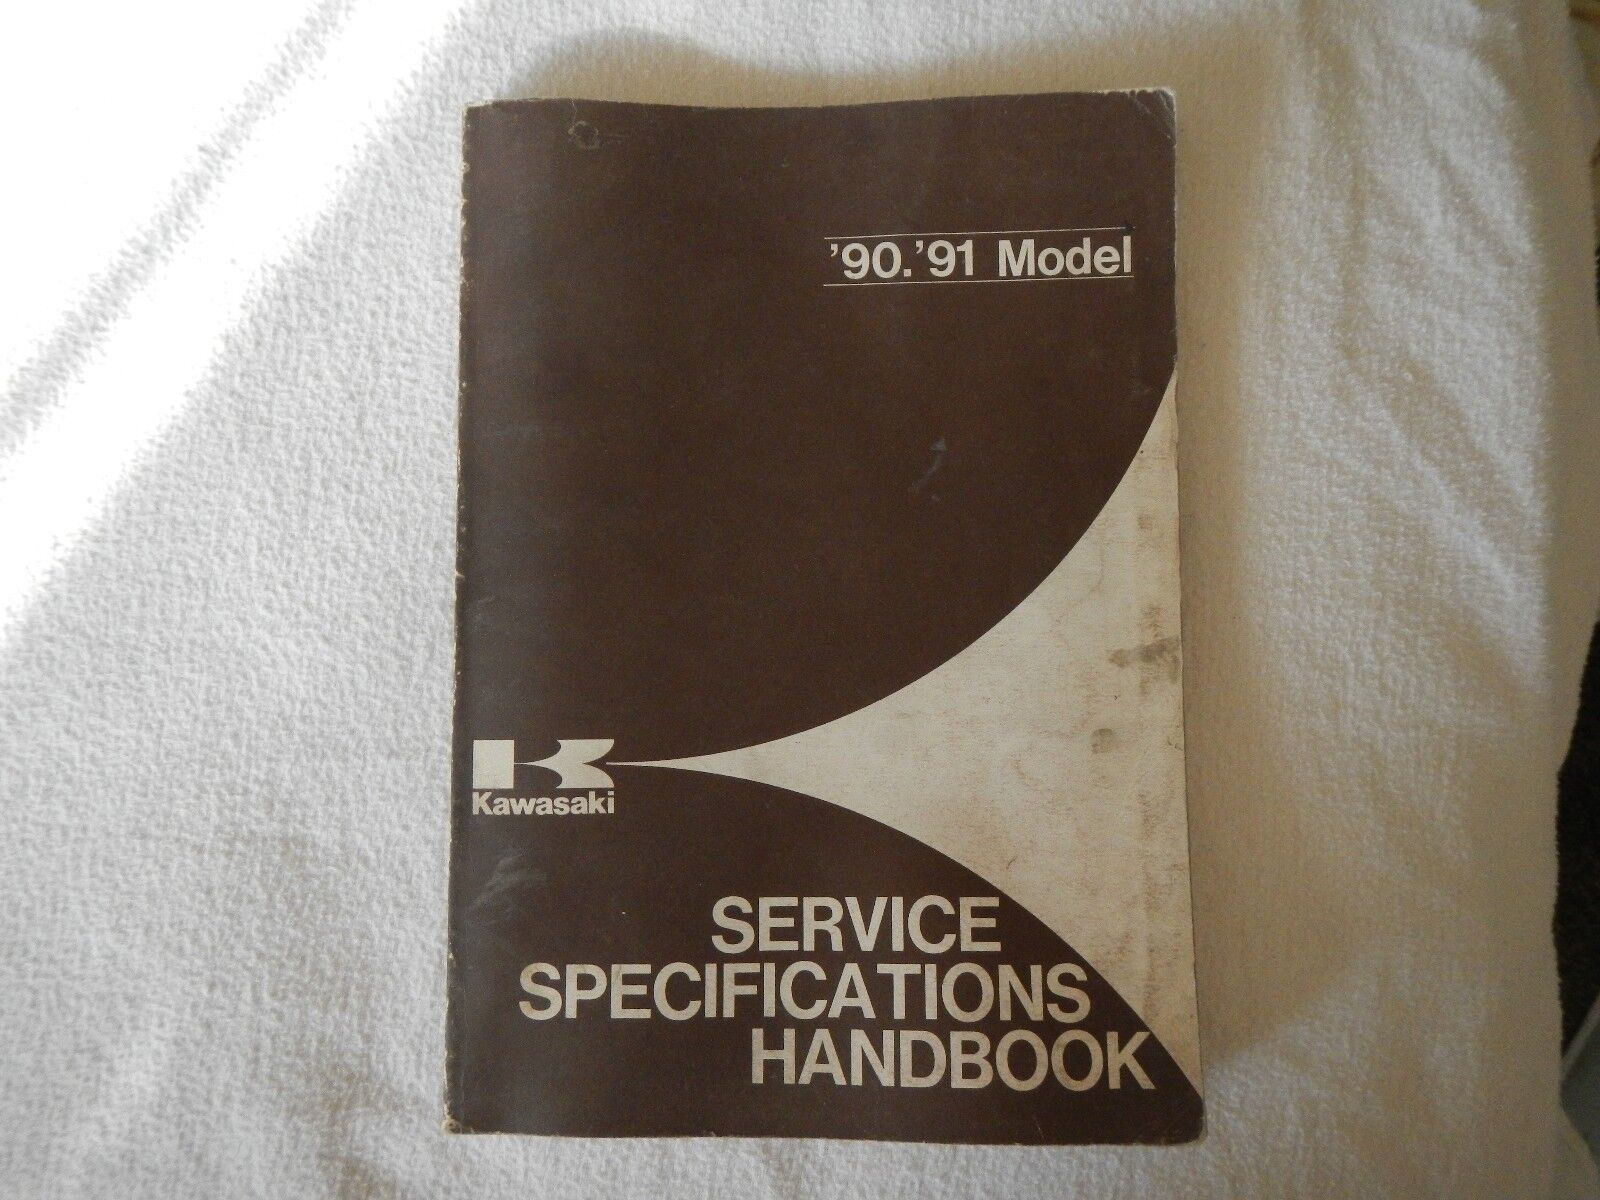 '90.'91 Model
Kawasaki
SERVICE
SPECIFICATIONS
HANDBOOK